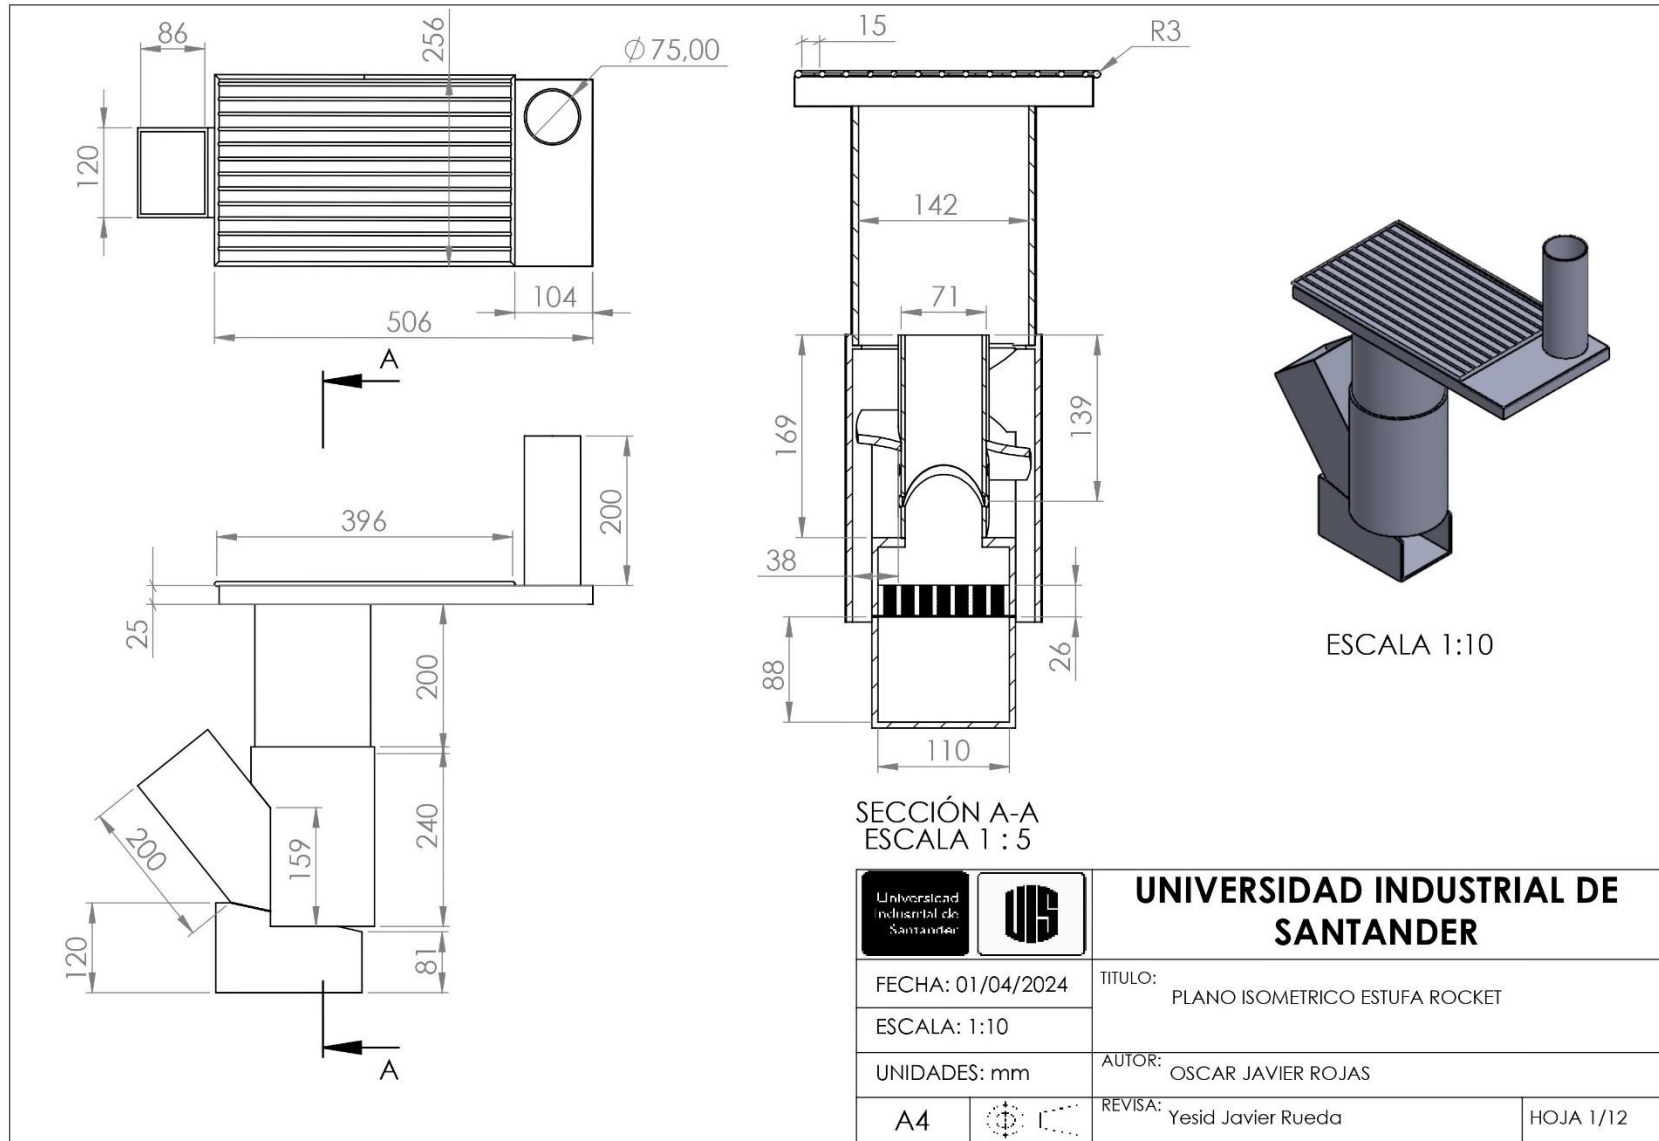 86
256
Ø75,00
120
104
506
A
396
200
25
200
200
159
240
120
81
A
15
R3
142
71
169
139
38
88
26
110
SECCIÓN A-A
ESCALA 1 : 5
ESCALA 1:10
Universidad
Industrial de
Santander
UIS
UNIVERSIDAD INDUSTRIAL DE
SANTANDER
FECHA: 01/04/2024
TITULO:
PLANO ISOMETRICO ESTUFA ROCKET
ESCALA: 1:10
UNIDADES: mm
AUTOR: OSCAR JAVIER ROJAS
A4
REVISA: Yesid Javier Rueda
HOJA 1/12